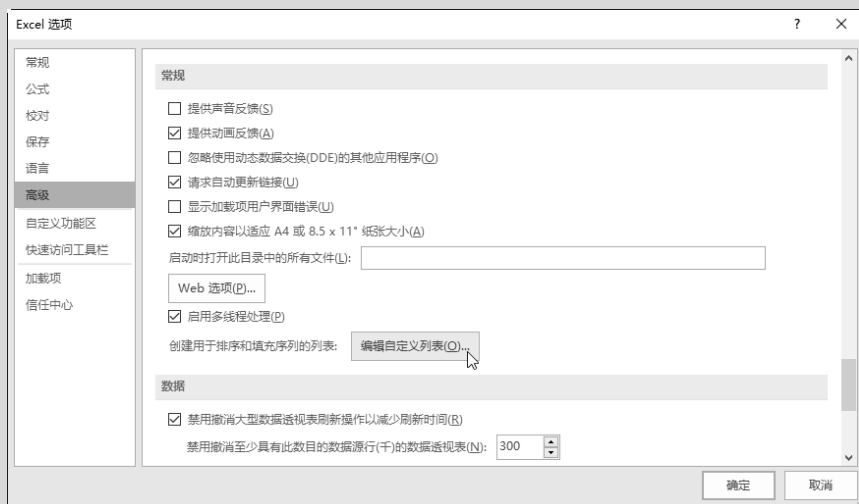 Excel 选项
?
常规
公式
校对
保存
语言
高级
自定义功能区
快速访问工具栏
加载项
信任中心
常规
提供声音反馈(S)
提供动画反馈(A)
忽略使用动态数据交换(DDE)的其他应用程序(O)
请求自动更新链接(U)
显示加载项用户界面错误(U)
缩放内容以适应 A4 或 8.5 x 11" 纸张大小(A)
启动时打开此目录中的所有文件(L):
Web 选项(P)...
启用多线程处理(P)
创建用于排序和填充序列的列表: 编辑自定义列表(O)...
数据
禁用撤消大型数据透视表刷新操作以减少刷新时间(R)
禁用撤消至少具有此数目的数据源行(千)的数据透视表(N): 300
确定 取消